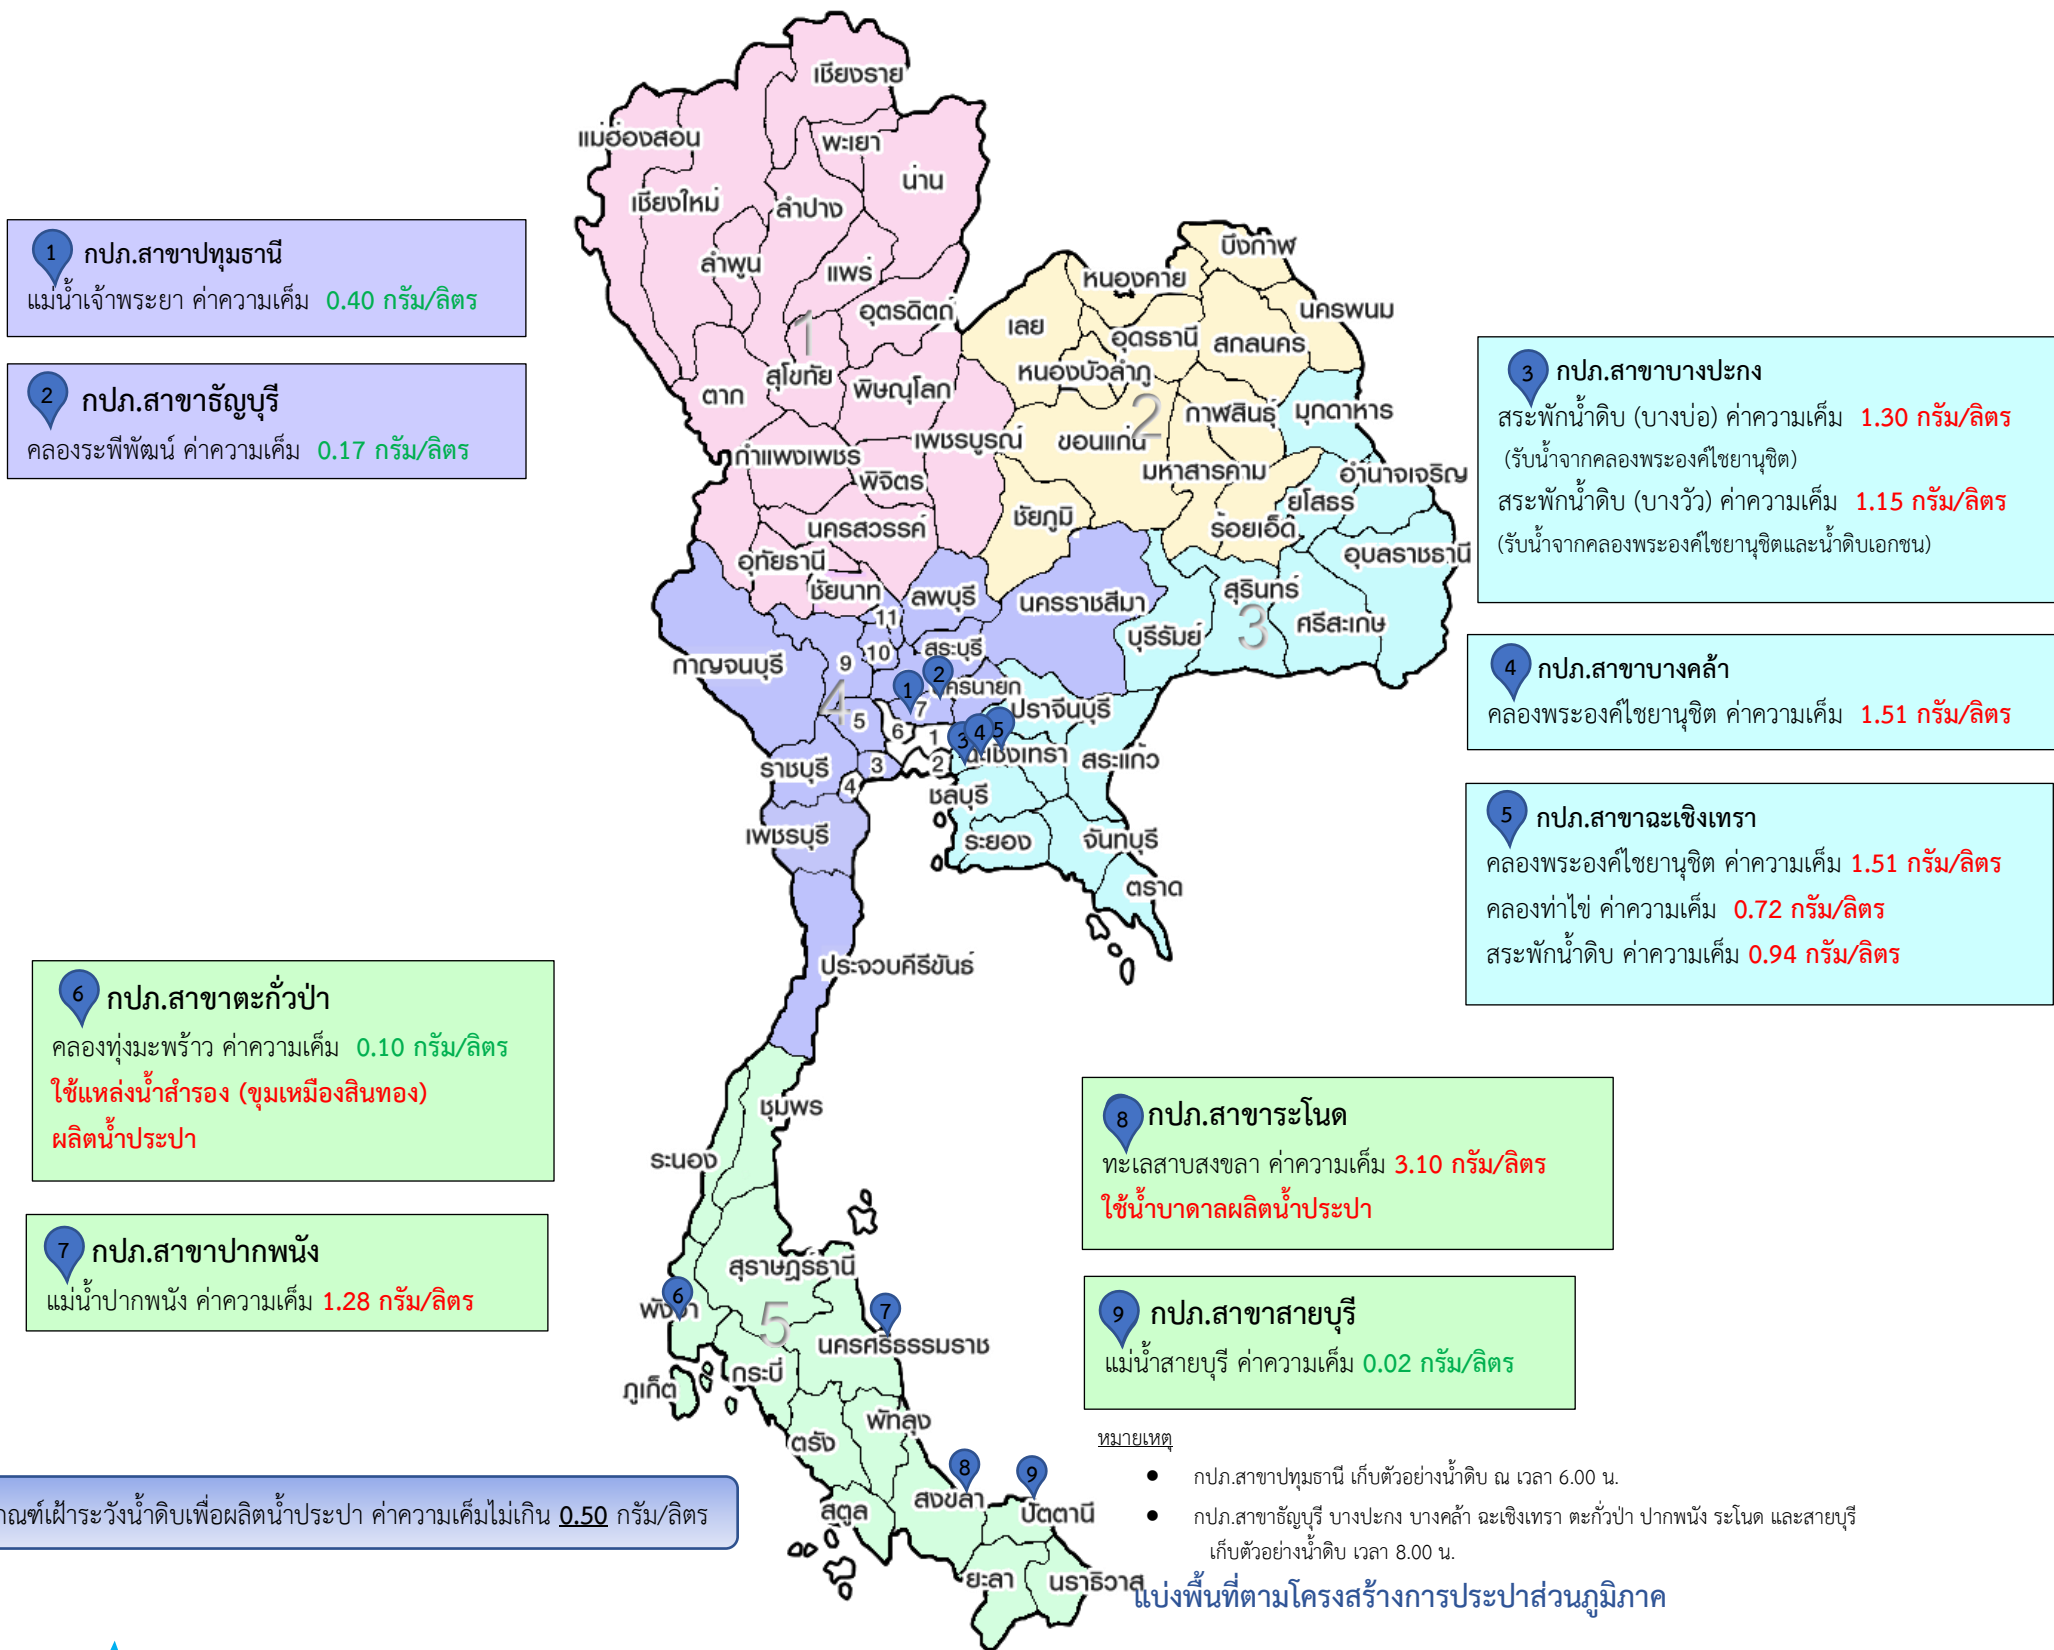 เชียงราย
แม่ฮ่องสอน
พะเยา
น่าน
เชียงใหม่
ลำปาง
ลำพูน
แพร่
อุตรดิตถ์
1
สุโขทัย
ตาก
พิษณุโลก
เพชรบูรณ์
กำแพงเพชร
พิจิตร
นครสวรรค์
อุทัยธานี
ชัยนาท
บึงกาฬ
หนองคาย
นครพนม
เลย
อุดรธานี
สกลนคร
หนองบัวลำภู
2
กาฬสินธุ์
มุกดาหาร
ขอนแก่น
มหาสารคาม
อำนาจเจริญ
ยโสธร
ชัยภูมิ
ร้อยเอ็ด
อุบลราชธานี
สุรินทร์
3
ศรีสะเกษ
บุรีรัมย์
นครราชสีมา
ลพบุรี
11
10
สระบุรี
9
กาญจนบุรี
4
5
1
2
นครนายก
7
6
1
ปราจีนบุรี
3
4
5
ฉะเชิงเทรา
สระแก้ว
2
3
4
ราชบุรี
ชลบุรี
เพชรบุรี
ระยอง
จันทบุรี
ตราด
ประจวบคีรีขันธ์
ชุมพร
ระนอง
สุราษฎร์ธานี
6
พังงา
5
7
นครศรีธรรมราช
กระบี่
ภูเก็ต
พัทลุง
ตรัง
8
9
สงขลา
ปัตตานี
สตูล
ยะลา
นราธิวาส
1 กปภ.สาขาปทุมธานี
แม่น้ำเจ้าพระยา ค่าความเค็ม 0.40 กรัม/ลิตร
2 กปภ.สาขาธัญบุรี
คลองระพีพัฒน์ ค่าความเค็ม 0.17 กรัม/ลิตร
3 กปภ.สาขาบางปะกง
สระพักน้ำดิบ (บางบ่อ) ค่าความเค็ม 1.30 กรัม/ลิตร
(รับน้ำจากคลองพระองค์ไชยานุชิต)
สระพักน้ำดิบ (บางวัว) ค่าความเค็ม 1.15 กรัม/ลิตร
(รับน้ำจากคลองพระองค์ไชยานุชิตและน้ำดิบเอกชน)
4 กปภ.สาขาบางคล้า
คลองพระองค์ไชยานุชิต ค่าความเค็ม 1.51 กรัม/ลิตร
5 กปภ.สาขาฉะเชิงเทรา
คลองพระองค์ไชยานุชิต ค่าความเค็ม 1.51 กรัม/ลิตร
คลองท่าไข่ ค่าความเค็ม 0.72 กรัม/ลิตร
สระพักน้ำดิบ ค่าความเค็ม 0.94 กรัม/ลิตร
6 กปภ.สาขาตะกั่วป่า
คลองทุ่งมะพร้าว ค่าความเค็ม 0.10 กรัม/ลิตร
ใช้แหล่งน้ำสำรอง (ขุมเหมืองสินทอง)
ผลิตน้ำประปา
7 กปภ.สาขาปากพนัง
แม่น้ำปากพนัง ค่าความเค็ม 1.28 กรัม/ลิตร
8 กปภ.สาขาระโนด
ทะเลสาบสงขลา ค่าความเค็ม 3.10 กรัม/ลิตร
ใช้น้ำบาดาลผลิตน้ำประปา
9 กปภ.สาขาสายบุรี
แม่น้ำสายบุรี ค่าความเค็ม 0.02 กรัม/ลิตร
หมายเหตุ
● กปภ.สาขาปทุมธานี เก็บตัวอย่างน้ำดิบ ณ เวลา 6.00 น.
● กปภ.สาขาธัญบุรี บางปะกง บางคล้า ฉะเชิงเทรา ตะกั่วป่า ปากพนัง ระโนด และสายบุรี
เก็บตัวอย่างน้ำดิบ เวลา 8.00 น.
แบ่งพื้นที่ตามโครงสร้างการประปาส่วนภูมิภาค
ณฑ์เฝ้าระวังน้ำดิบเพื่อผลิตน้ำประปา ค่าความเค็มไม่เกิน 0.50 กรัม/ลิตร